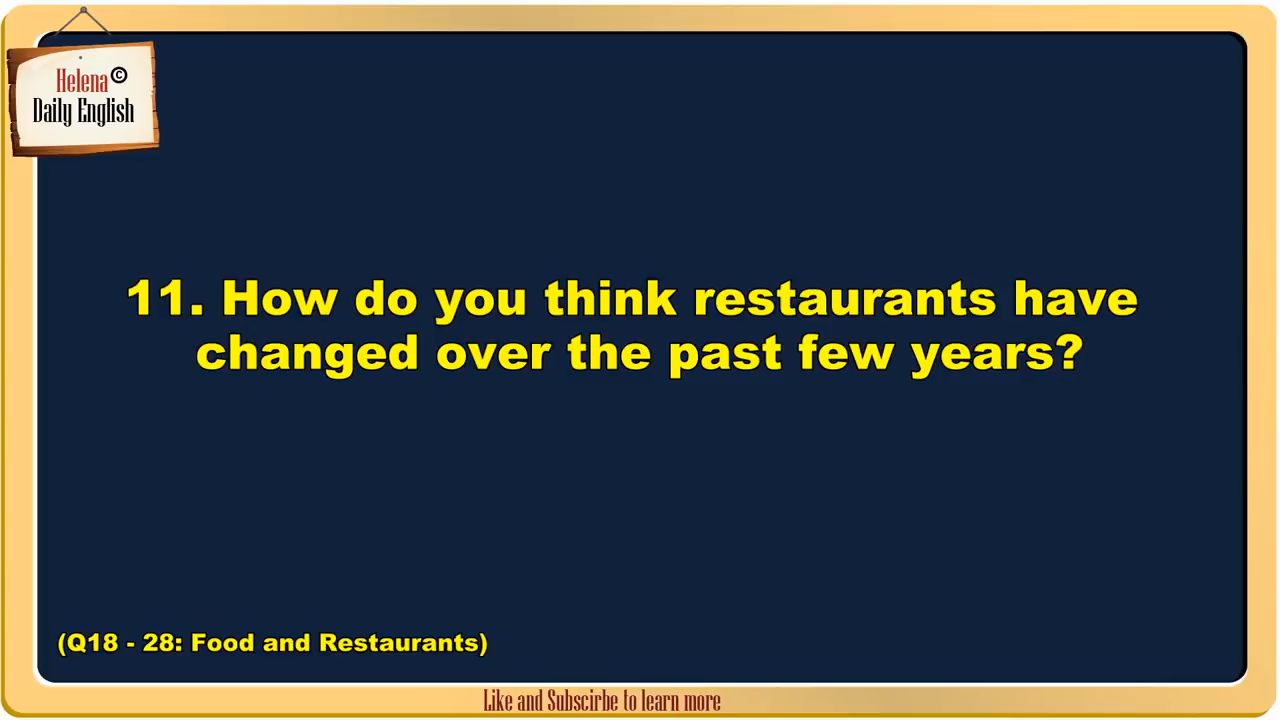 Helena©
Daily English
11. How do you think restaurants have
changed over the past few years?
(Q18 - 28: Food and Restaurants)
Like and Subscirbe to learn more